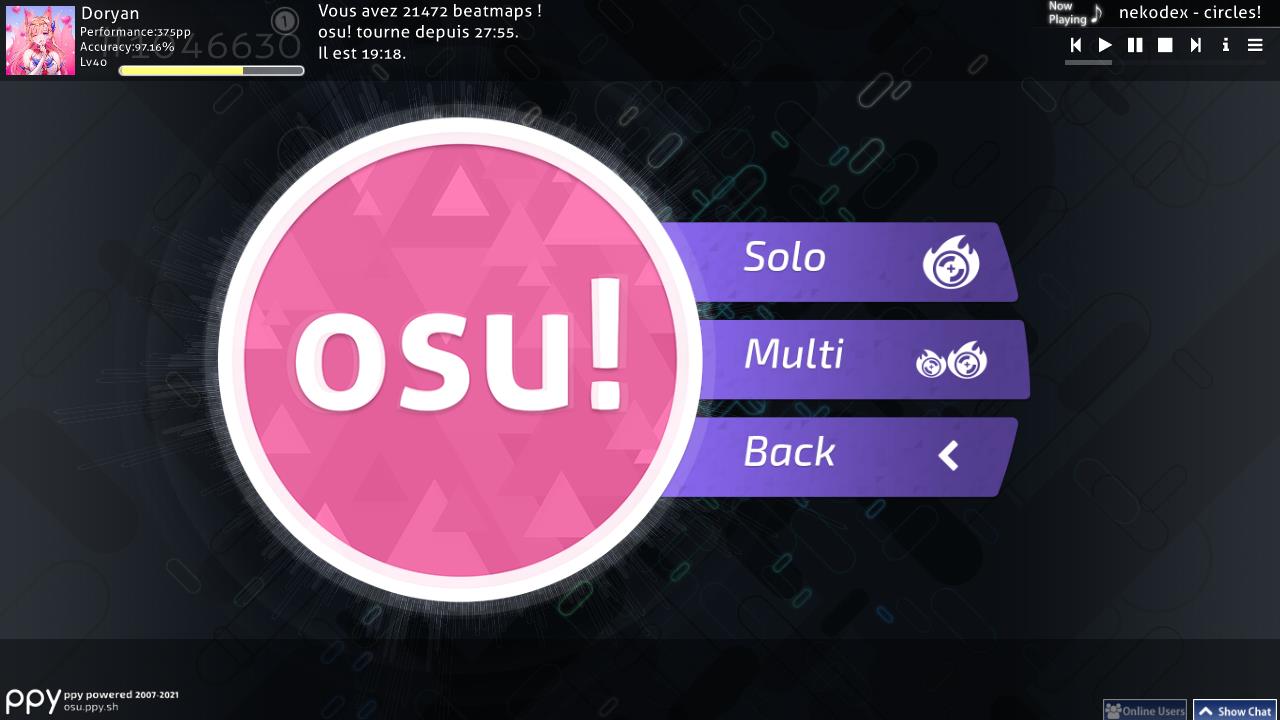 Doryan
Performance:375pp
Accuracy:97.16%
Lv40
1
Vous avez 21472 beatmaps !
osu! tourne depuis 27:55.
Il est 19:18.
Now
Playing
nekodex - circles!
osu!
Solo
Multi
Back
ppy
ppy powered 2007-2021
osu.ppy.sh
Online Users
Show Chat